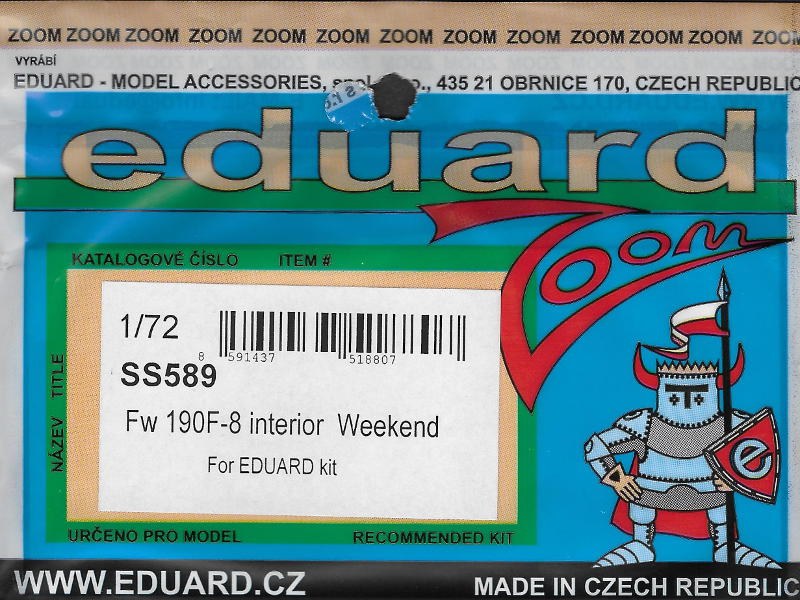 ZOOM ZOOM ZOOM ZOOM ZOOM ZOOM ZOOM ZOOM ZOOM ZOOM ZOOM ZOOM ZOOM
VYRÁBÍ
EDUARD - MODEL ACCESSORIES, 435 21 OBRNICE 170, CZECH REPUBLIC
eduard
Zoom
KATALOGOVÉ ČÍSLO ITEM #
1/72
8 591437 518807
SS589
Fw 190F-8 interior Weekend
For EDUARD kit
NÁZEV TITLE
e
URČENO PRO MODEL RECOMMENDED KIT
WWW.EDUARD.CZ MADE IN CZECH REPUBLIC